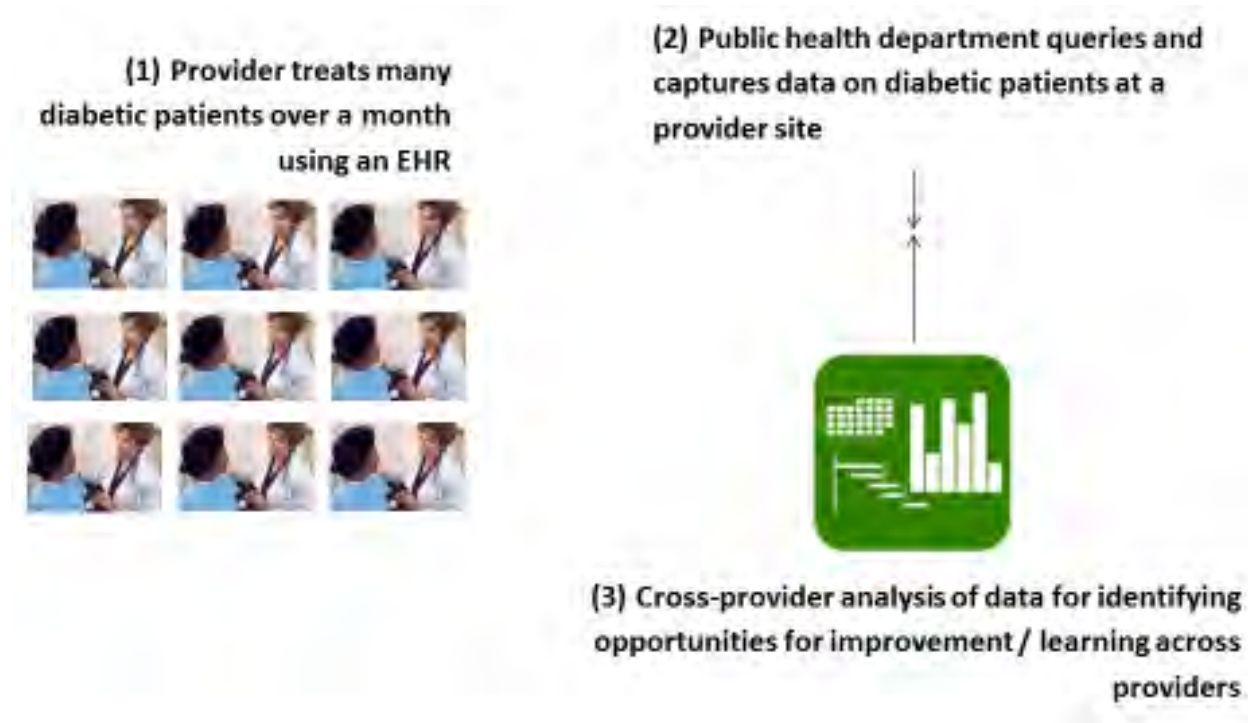 (1) Provider treats many
diabetic patients over a month
using an EHR
(2) Public health department queries and
captures data on diabetic patients at a
provider site
(3) Cross-provider analysis of data for identifying
opportunities for improvement / learning across
providers